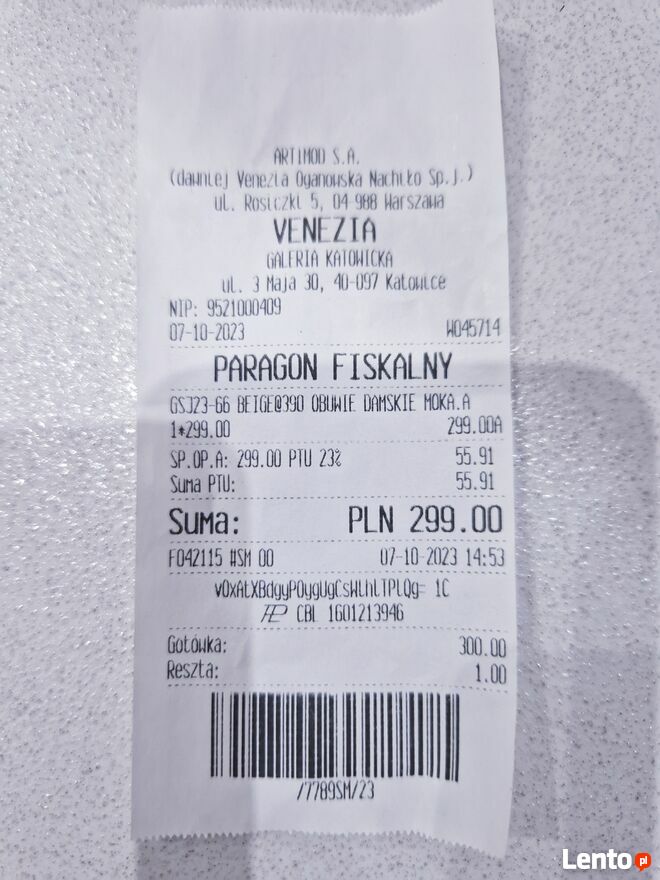 ARTIMOD S.A.
(dawniej Venezia Oganowska Nachiło Sp.j.)
ul. Rosiczki 5, 04-988 Warszawa
VENEZIA
GALERIA KATOWICKA
ul. 3 Maja 30, 40-097 Katowice
NIP: 9521000409
07-10-2023 W045714
PARAGON FISKALNY
GSJ23-66 BEIGE@390 OBUWIE DAMSKIE MOKA.A
1*299.00 299.00A
SP.OP.A: 299.00 PTU 23% 55.91
Suma PTU: 55.91
Suma: PLN 299.00
F042115 #SM 00 07-10-2023 14:53
1C
CBL 1601213946
Gotówka: 300.00
Reszta: 1.00
/7789SM/23
Lento.pl